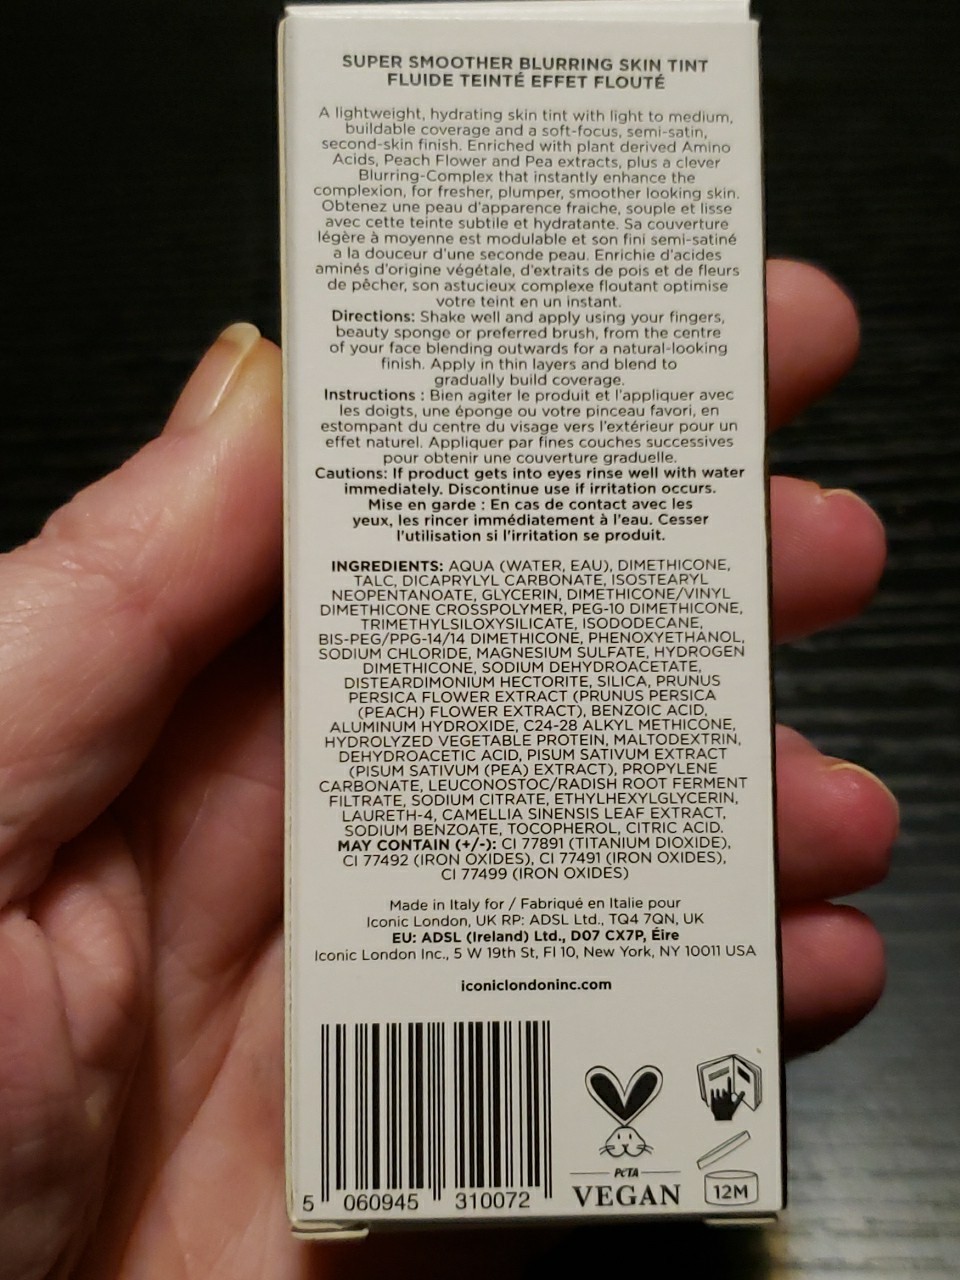 SUPER SMOOTHER BLURRING SKIN TINT
FLUIDE TEINTÉ EFFET FLOUTÉ
A lightweight, hydrating skin tint with light to medium,
buildable coverage and a soft-focus, semi-satin,
second-skin finish. Enriched with plant derived Amino
Acids, Peach Flower and Pea extracts, plus a clever
Blurring-Complex that instantly enhance the
complexion, for fresher, plumper, smoother looking skin.
Obtenez une peau d'apparence fraiche, souple et lisse
avec cette teinte subtile et hydratante. Sa couverture
légère à moyenne est modulable et son fini semi-satiné
a la douceur d'une seconde peau. Enrichie d'acides
aminés d'origine végétale, d'extraits de pois et de fleurs
de pêcher, son astucieux complexe floutant optimise
votre teint en un instant.
Directions: Shake well and apply using your fingers,
beauty sponge or preferred brush, from the centre
of your face blending outwards for a natural-looking
finish. Apply in thin layers and blend to
gradually build coverage.
Instructions : Bien agiter le produit et l'appliquer avec
les doigts, une éponge ou votre pinceau favori, en
estompant du centre du visage vers l'extérieur pour un
effet naturel. Appliquer par fines couches successives
pour obtenir une couverture graduelle.
Cautions: If product gets into eyes rinse well with water
immediately. Discontinue use if irritation occurs.
Mise en garde : En cas de contact avec les
yeux, les rincer immédiatement à l'eau. Cesser
l'utilisation si l'irritation se produit.
INGREDIENTS: AQUA (WATER, EAU), DIMETHICONE,
TALC, DICAPRYLYL CARBONATE, ISOSTEARYL
NEOPENTANOATE, GLYCERIN, DIMETHICONE/VINYL
DIMETHICONE CROSSPOLYMER, PEG-10 DIMETHICONE,
TRIMETHYLSILOXYSILICATE, ISODODECANE,
BIS-PEG/PPG-14/14 DIMETHICONE, PHENOXYETHANOL,
SODIUM CHLORIDE, MAGNESIUM SULFATE, HYDROGEN
DIMETHICONE, SODIUM DEHYDROACETATE,
DISTEARDIMONIUM HECTORITE, SILICA, PRUNUS
PERSICA FLOWER EXTRACT (PRUNUS PERSICA
(PEACH) FLOWER EXTRACT), BENZOIC ACID,
ALUMINUM HYDROXIDE, C24-28 ALKYL METHICONE,
HYDROLYZED VEGETABLE PROTEIN, MALTODEXTRIN,
DEHYDROACETIC ACID, PISUM SATIVUM EXTRACT
(PISUM SATIVUM (PEA) EXTRACT), PROPYLENE
CARBONATE, LEUCONOSTOC/RADISH ROOT FERMENT
FILTRATE, SODIUM CITRATE, ETHYLHEXYLGLYCERIN,
LAURETH-4, CAMELLIA SINENSIS LEAF EXTRACT,
SODIUM BENZOATE, TOCOPHEROL, CITRIC ACID.
MAY CONTAIN (+/-): CI 77891 (TITANIUM DIOXIDE),
CI 77492 (IRON OXIDES), CI 77491 (IRON OXIDES),
CI 77499 (IRON OXIDES)
Made in Italy for / Fabriqué en Italie pour
Iconic London, UK RP: ADSL Ltd., TQ4 7QN, UK
EU: ADSL (Ireland) Ltd., D07 CX7P, Éire
Iconic London Inc., 5 W 19th St, Fl 10, New York, NY 10011 USA
iconiclondoninc.com
PeTA
VEGAN
12M
5 060945 310072